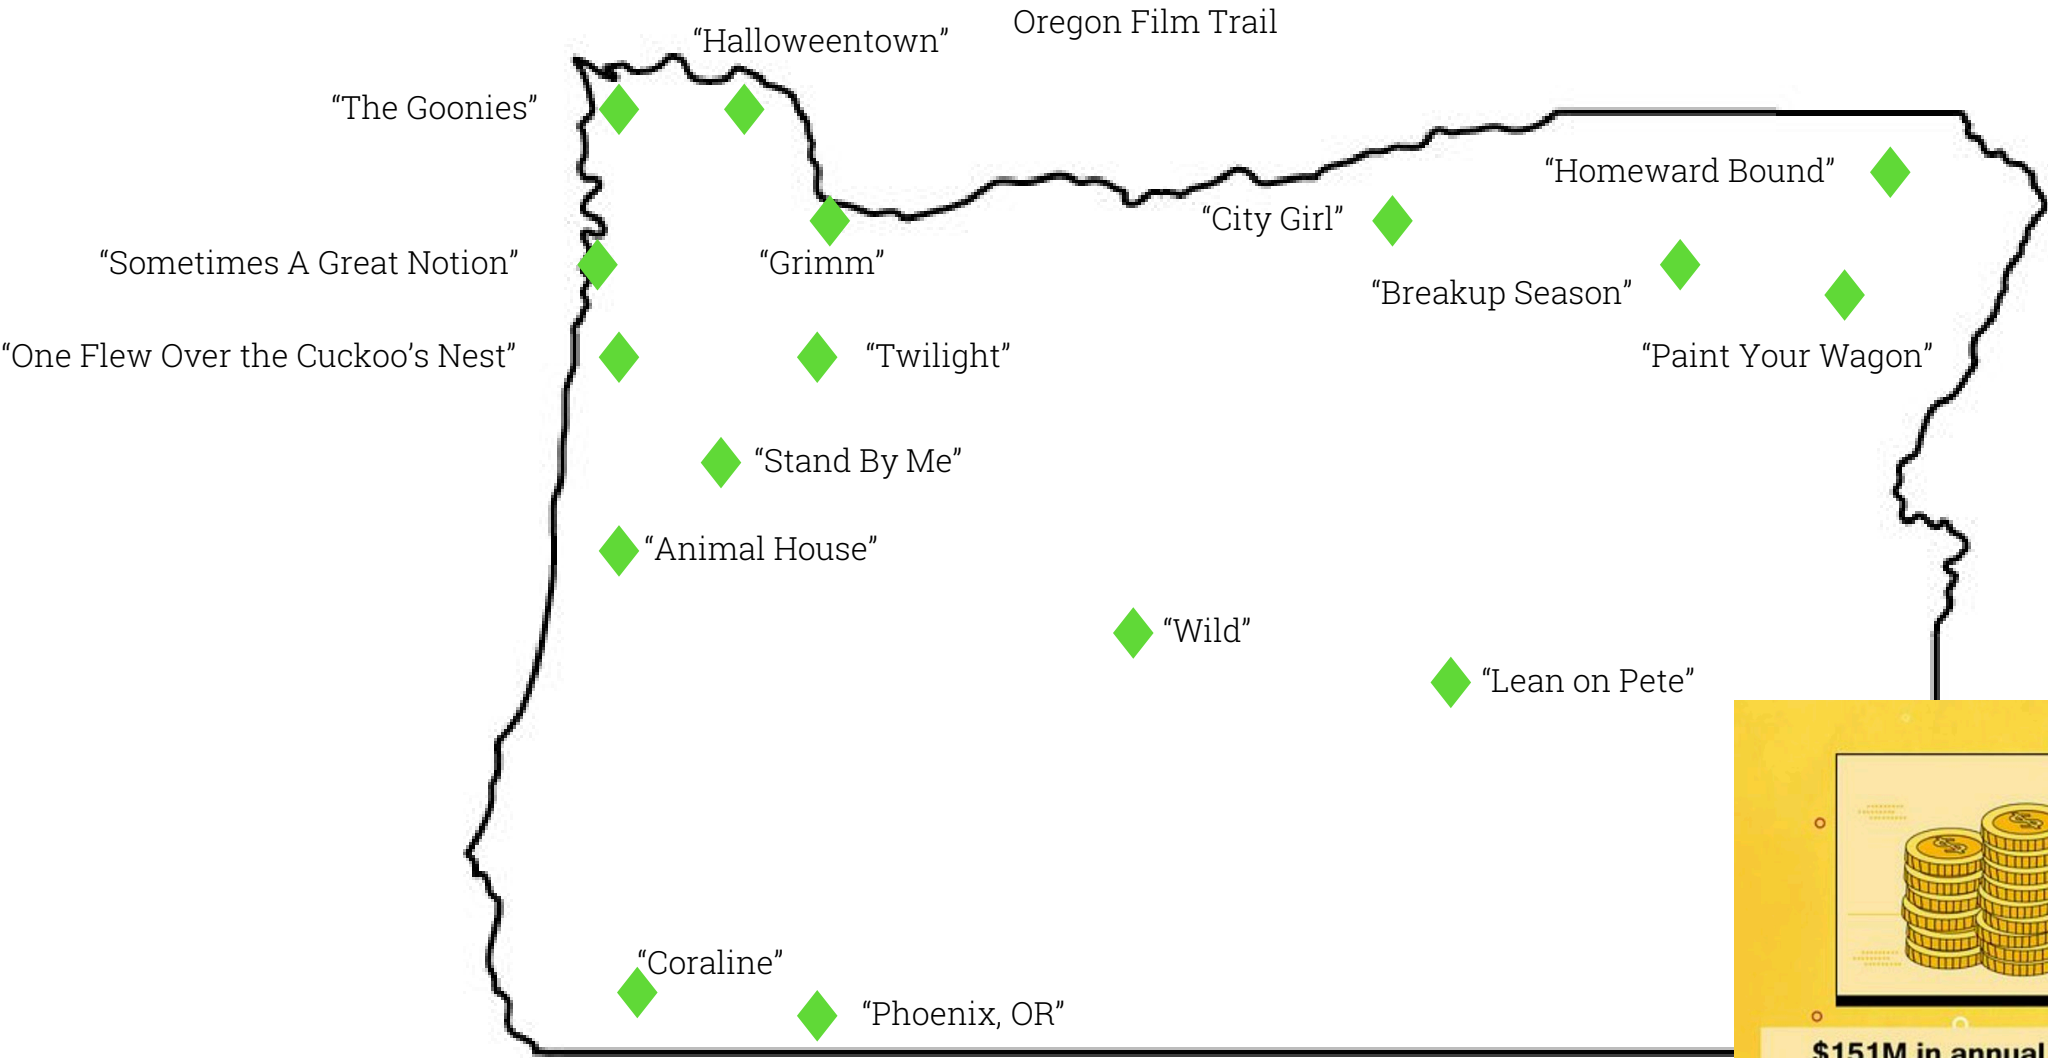 Oregon Film Trail
“Halloweentown”
“The Goonies”
“Homeward Bound”
“City Girl”
“Sometimes A Great Notion”
“Grimm”
“Breakup Season”
“One Flew Over the Cuckoo’s Nest”
“Twilight”
“Paint Your Wagon”
“Stand By Me”
“Animal House”
“Wild”
“Lean on Pete”
“Coraline”
“Phoenix, OR”
$151M in annual